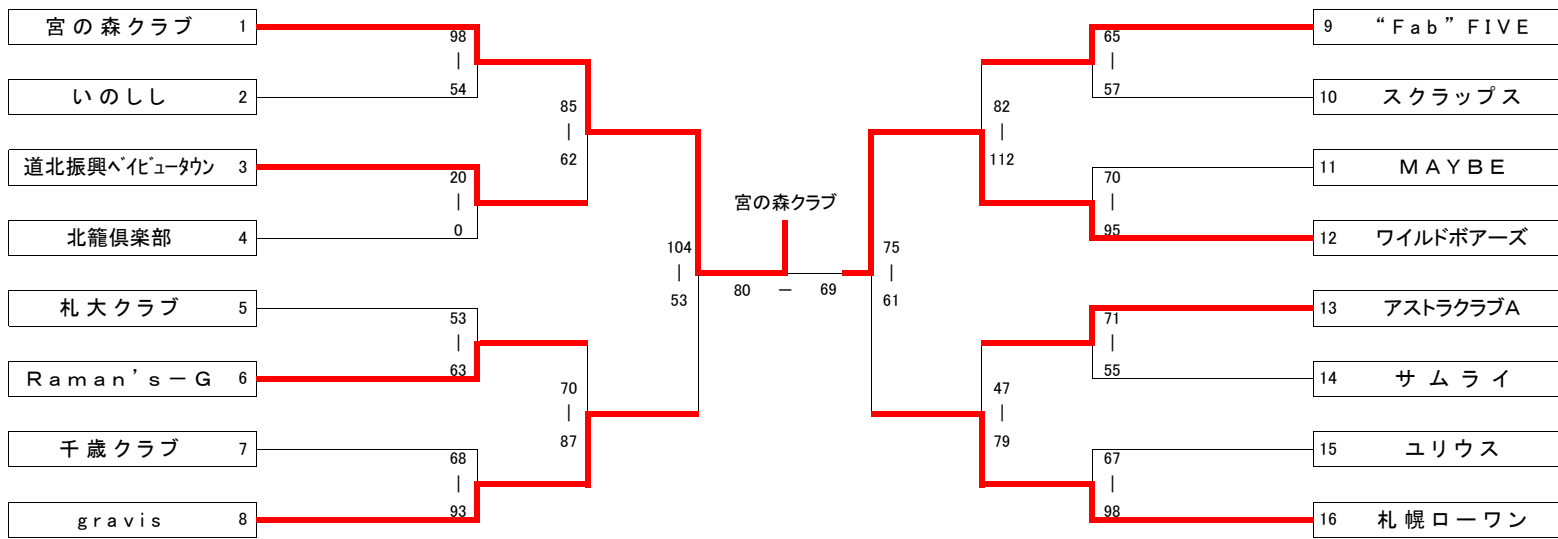 宮の森クラブ 1
98
|
54
いのしし 2
85
|
62
道北振興ベイビュータウン 3
20
|
0
北籠倶楽部 4
104
|
53
札大クラブ 5
53
|
63
Raman's－G 6
70
|
87
千歳クラブ 7
68
|
93
gravis 8
宮の森クラブ
80 － 69
9 “Fab”FIVE
65
|
57
10 スクラップス
82
|
112
11 MAYBE
70
|
95
12 ワイルドボアーズ
75
|
61
13 アストラクラブA
71
|
55
14 サムライ
47
|
79
15 ユリウス
67
|
98
16 札幌ローワン